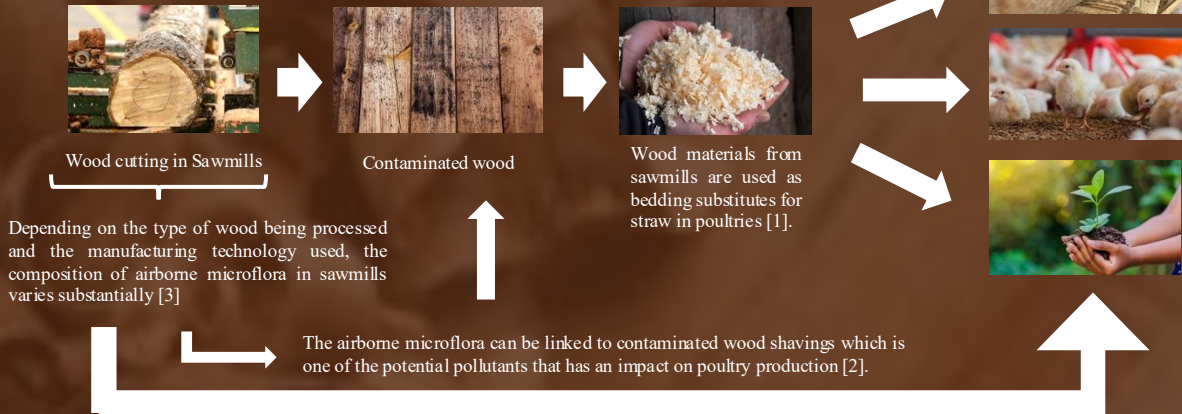 Wood cutting in Sawmills
Contaminated wood
Wood materials from
sawmills are used as
bedding substitutes for
straw in poultries [1].
Depending on the type of wood being processed
and the manufacturing technology used, the
composition of airborne microflora in sawmills
varies substantially [3]
The airborne microflora can be linked to contaminated wood shavings which is
one of the potential pollutants that has an impact on poultry production [2].